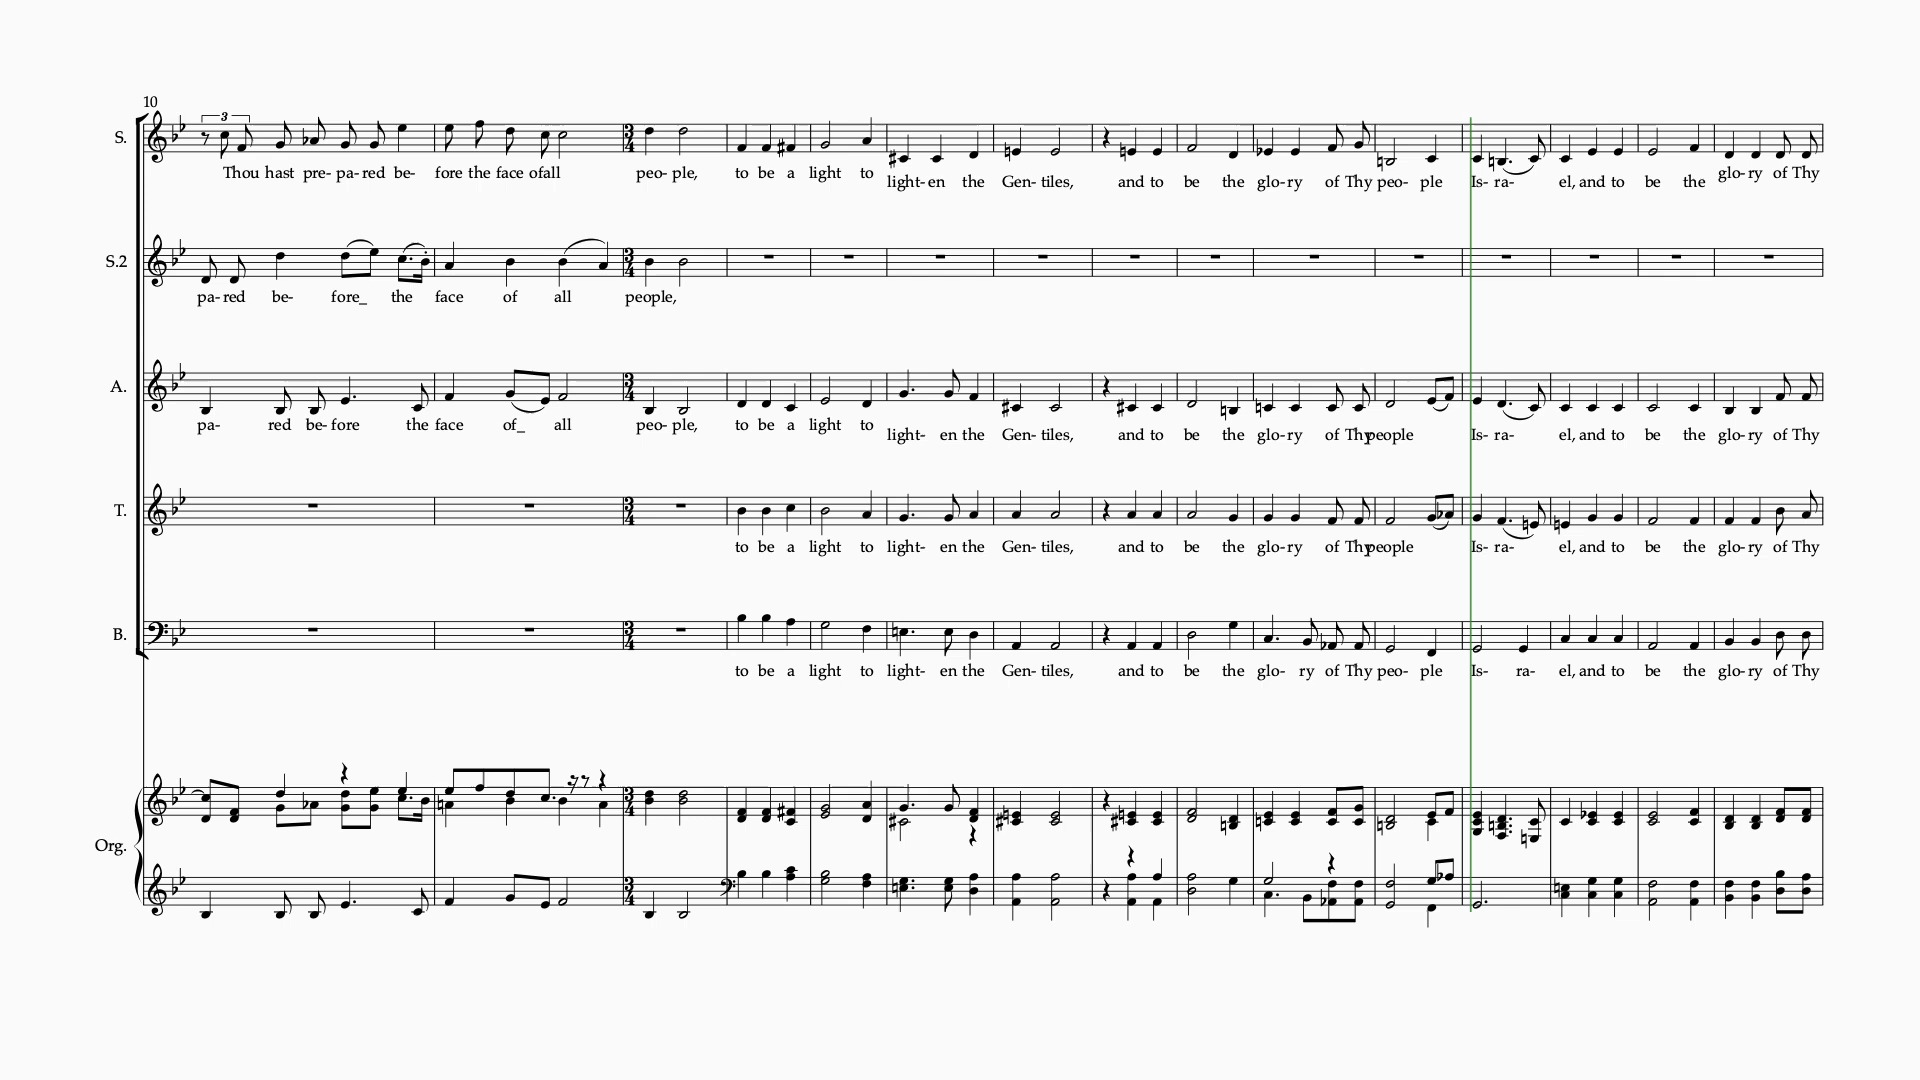 10
3
S.
Thou hast pre- pa- red be- fore the face ofall peo- ple, to be a light to light- en the Gen- tiles, and to be the glo- ry of Thy peo- ple Is- ra- el, and to be the glo- ry of Thy
S.2
pa- red be- fore_ the face of all people,
A.
pa- red be- fore the face of_ all peo- ple, to be a light to light- en the Gen- tiles, and to be the glo- ry of Thy people Is- ra- el, and to be the glo- ry of Thy
T.
to be a light to light- en the Gen- tiles, and to be the glo- ry of Thy people Is- ra- el, and to be the glo- ry of Thy
B.
to be a light to light- en the Gen- tiles, and to be the glo- ry of Thy peo- ple Is- ra- el, and to be the glo- ry of Thy
Org.